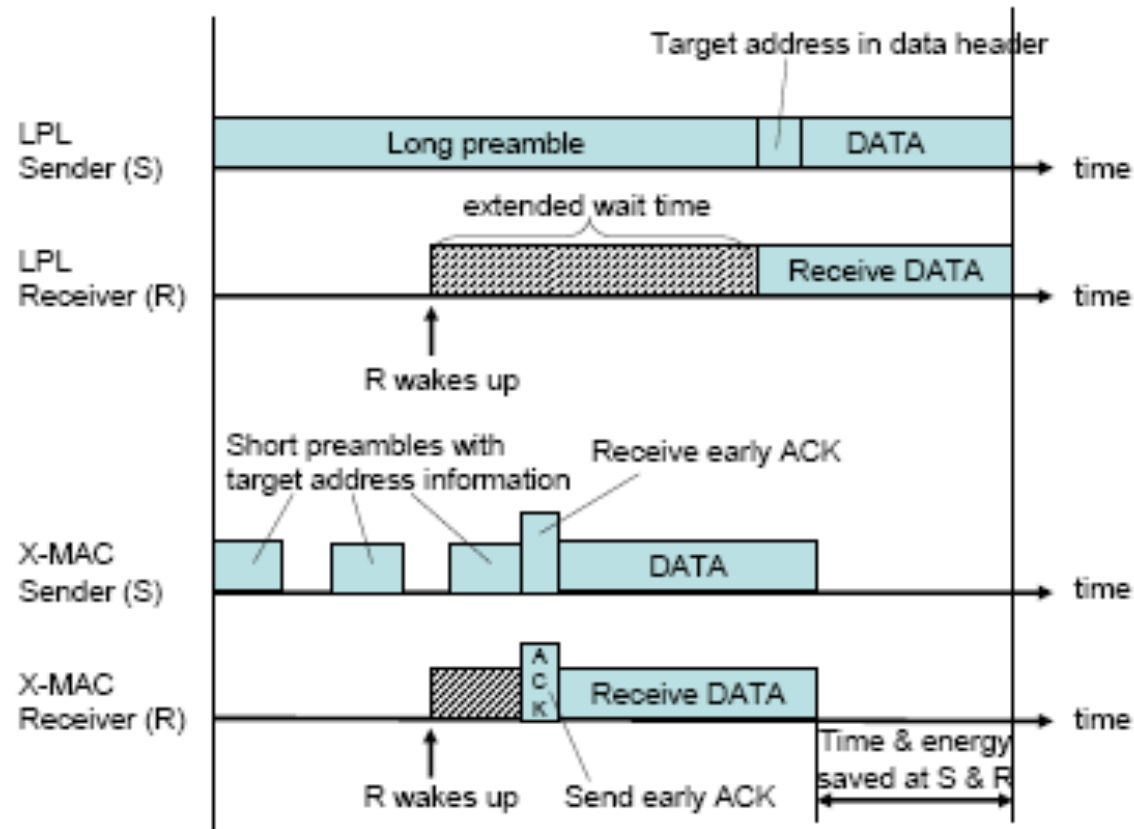 Target address in data header
LPL
Sender (S)
Long preamble
DATA
time
extended wait time
LPL
Receiver (R)
Receive DATA
time
R wakes up
Short preambles with
target address information
Receive early ACK
X-MAC
Sender (S)
DATA
time
X-MAC
Receiver (R)
A
C
K
Receive DATA
time
Time & energy
saved at S & R
R wakes up
Send early ACK